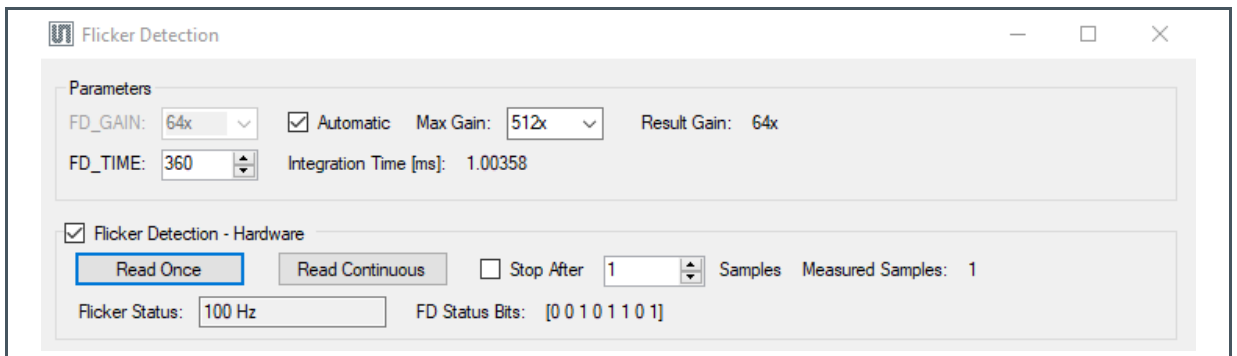 Flicker Detection
Parameters
FD_GAIN: 64x Automatic Max Gain: 512x Result Gain: 64x
FD_TIME: 360 Integration Time [ms]: 1.00358
Flicker Detection - Hardware
Read Once Read Continuous Stop After 1 Samples Measured Samples: 1
Flicker Status: 100 Hz FD Status Bits: [0 0 1 0 1 1 0 1]